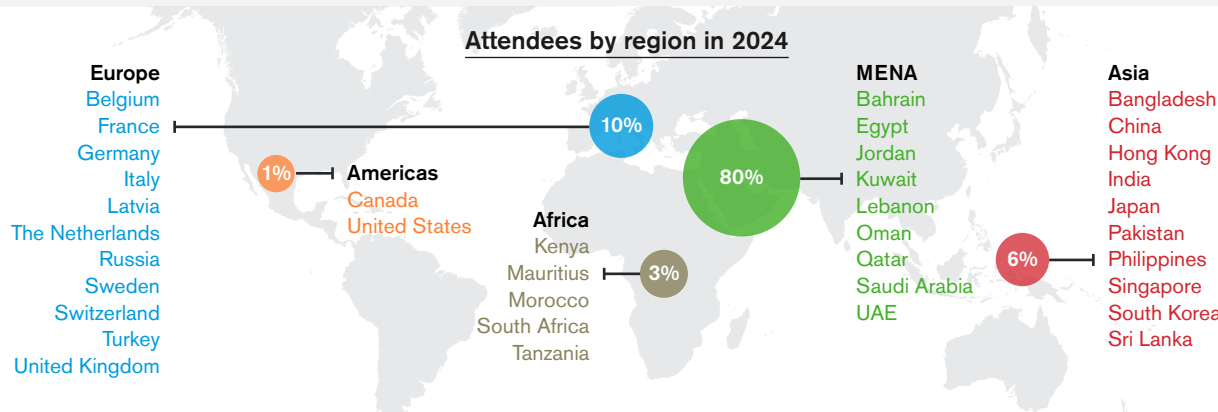 Attendees by region in 2024
Europe
Belgium
France
Germany
Italy
Latvia
The Netherlands
Russia
Sweden
Switzerland
Turkey
United Kingdom
10%
1%
Americas
Canada
United States
Africa
Kenya
Mauritius
Morocco
South Africa
Tanzania
3%
80%
MENA
Bahrain
Egypt
Jordan
Kuwait
Lebanon
Oman
Qatar
Saudi Arabia
UAE
6%
Asia
Bangladesh
China
Hong Kong
India
Japan
Pakistan
Philippines
Singapore
South Korea
Sri Lanka